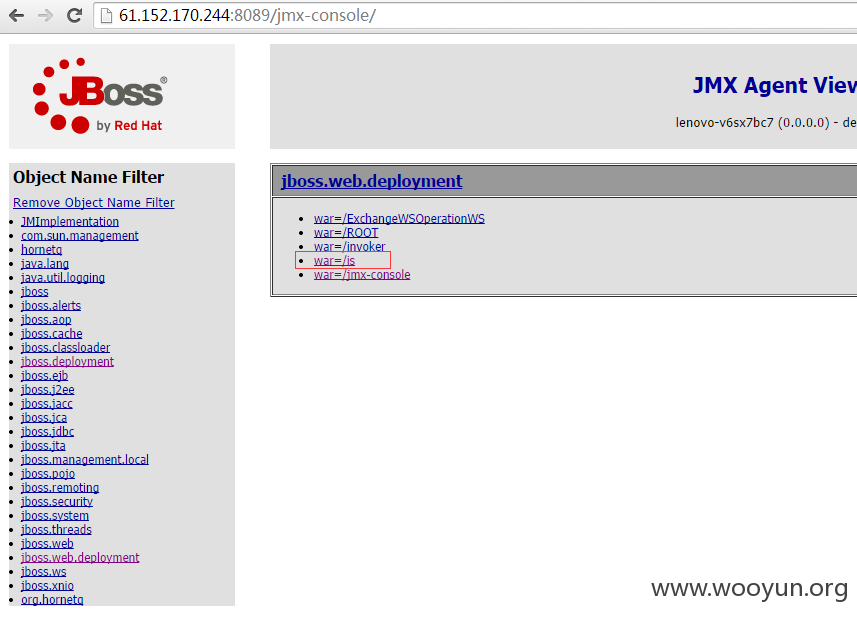 61.152.170.244:8089/jmx-console/
JBoss®
by Red Hat
JMX Agent View
lenovo-v6sx7bc7 (0.0.0.0) - de
Object Name Filter
Remove Object Name Filter
JMImplementation
com.sun.management
hornetq
java.lang
java.util.logging
jboss
jboss.alerts
jboss.aop
jboss.cache
jboss.classloader
jboss.deployment
jboss.ejb
jboss.j2ee
jboss.jacc
jboss.jca
jboss.jdbc
jboss.jta
jboss.management.local
jboss.pojo
jboss.remoting
jboss.security
jboss.system
jboss.threads
jboss.web
jboss.web.deployment
jboss.ws
jboss.xnio
org.hornetq
jboss.web.deployment
war=/ExchangeWSOperationWS
war=/ROOT
war=/invoker
war=/is
war=/jmx-console
www.wooyun.org